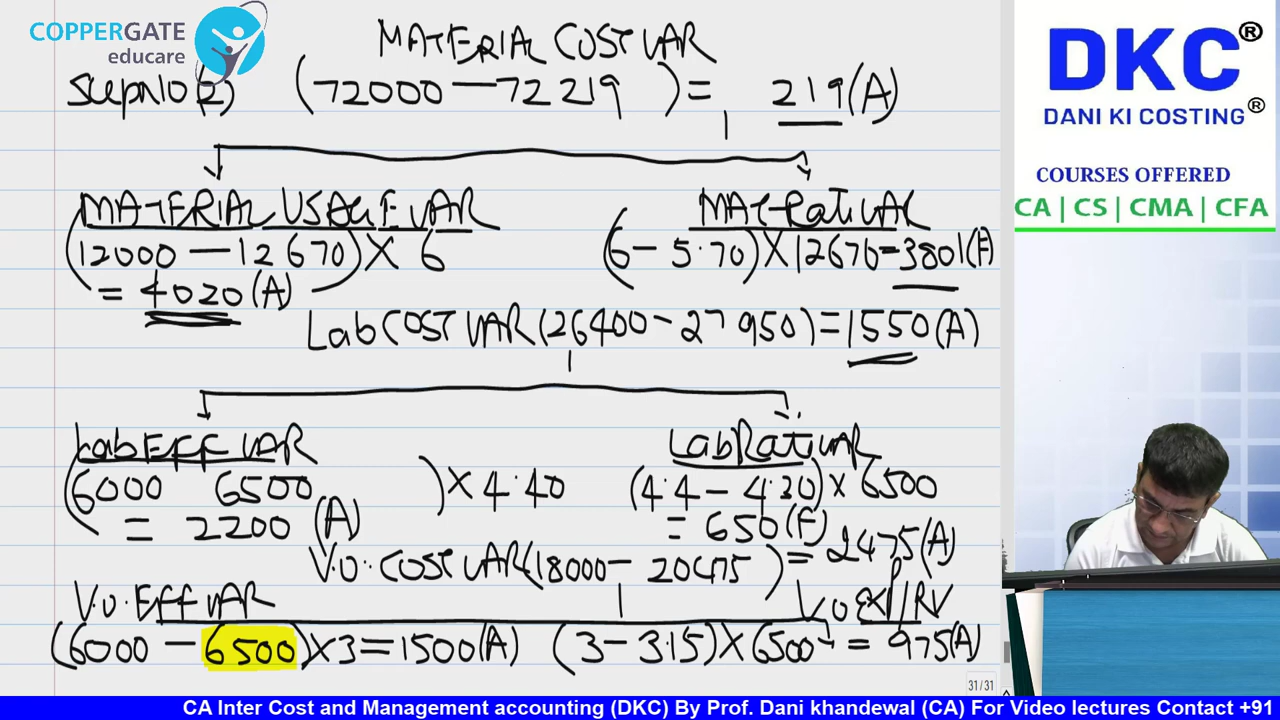 COPPERGATE
educare
MATERIAL COST VAR
Step no (2) (72000 — 72219) = 219 (A)
MATERIAL USAGE VAR
(12000 — 12670) X 6
= 4020 (A)
MAT-Rate VAR
(6 — 5.70) X 12670 = 3801 (F)
Lab COST VAR (26400 — 27950) = 1550 (A)
Lab EFF VAR
(6000 6500 ) X 4.40
= 2200 (A)
Lab Rate VAR
(4.4 — 4.30) X 6500
= 650 (F)
V.O. COST VAR (18000 — 20475) = 2475 (A)
V.O. EFF VAR
(6000 — 6500) X 3 = 1500 (A)
V O EXP/RV
(3 — 3.15) X 6500 = 975 (A)
31/31
DKC®
DANI KI COSTING®
COURSES OFFERED
CA | CS | CMA | CFA
CA Inter Cost and Management accounting (DKC) By Prof. Dani khandewal (CA) For Video lectures Contact +91